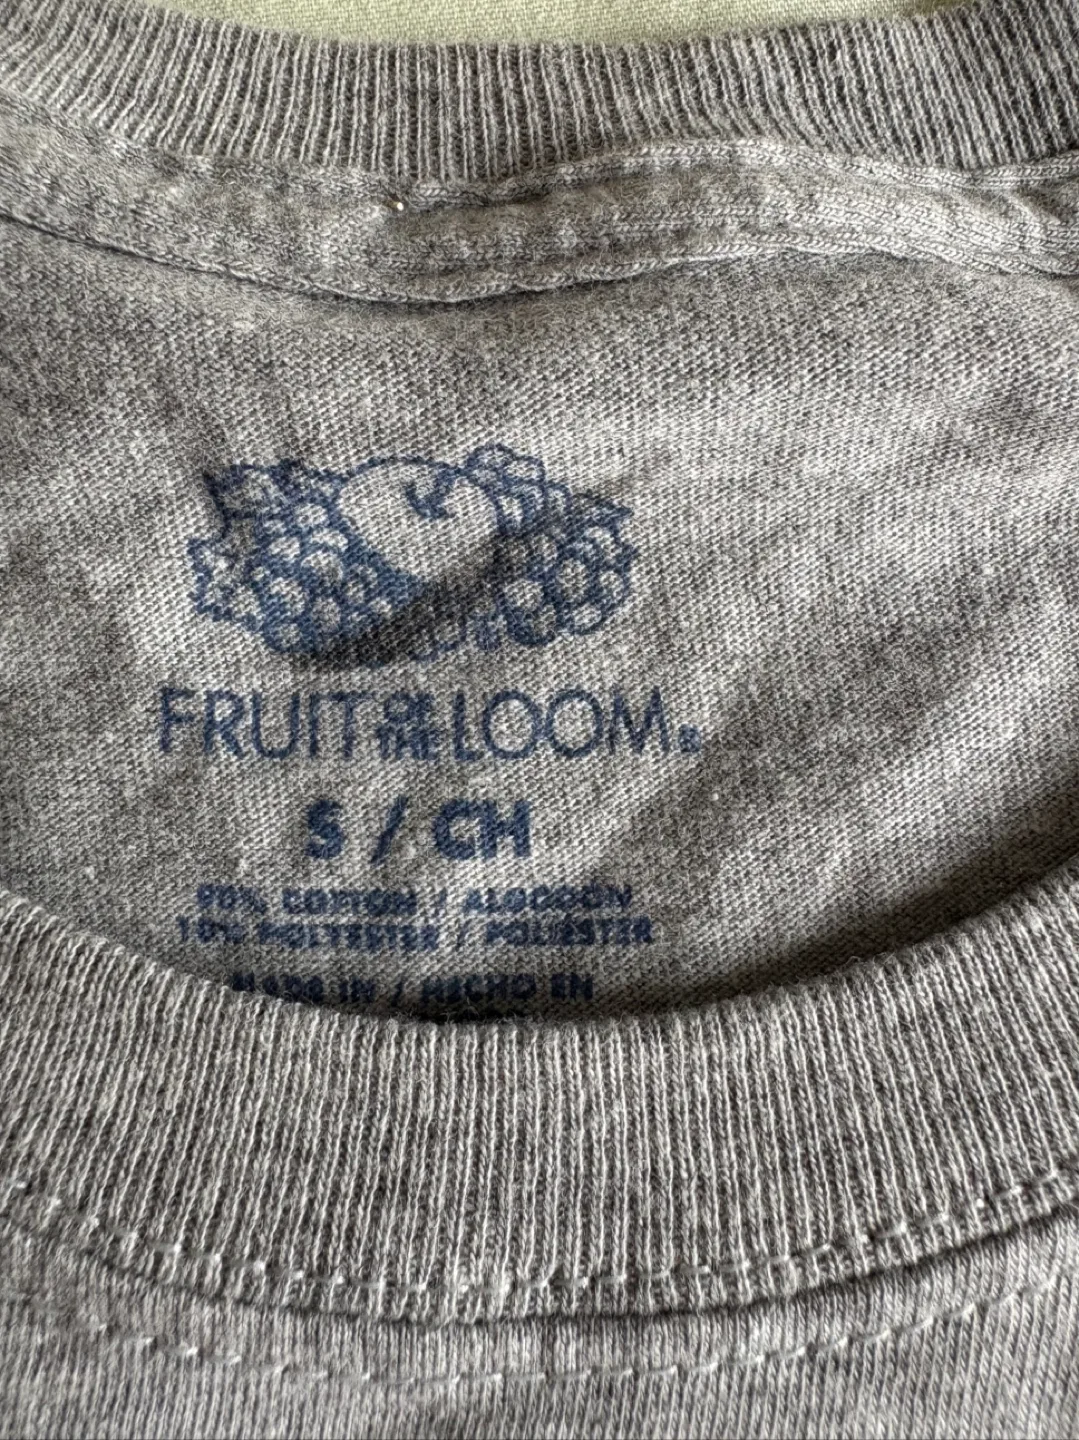 FRUIT OF THE LOOM®
S / CH
90% COTTON / ALGODÓN
10% POLYESTER / POLIÉSTER
MADE IN / HECHO EN